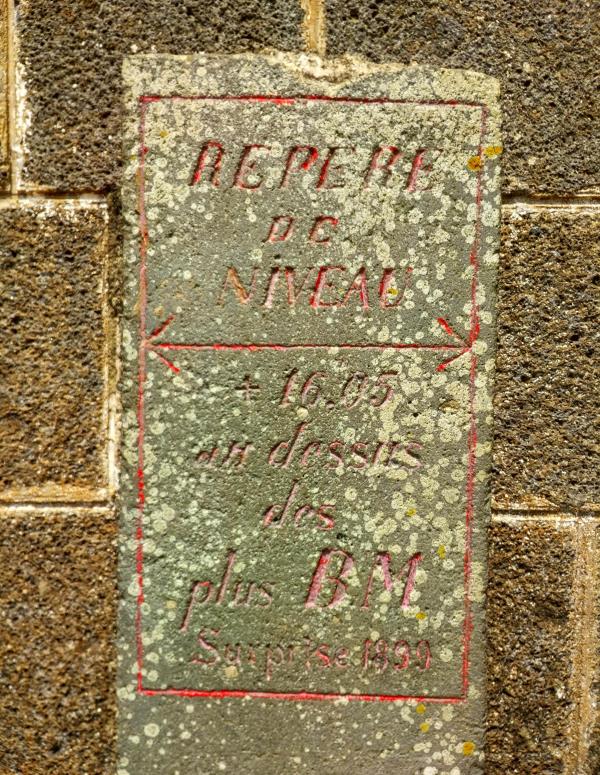 REPERE
DE
NIVEAU
+ 16.05
au dessus
des
plus BM
Surprise 1899